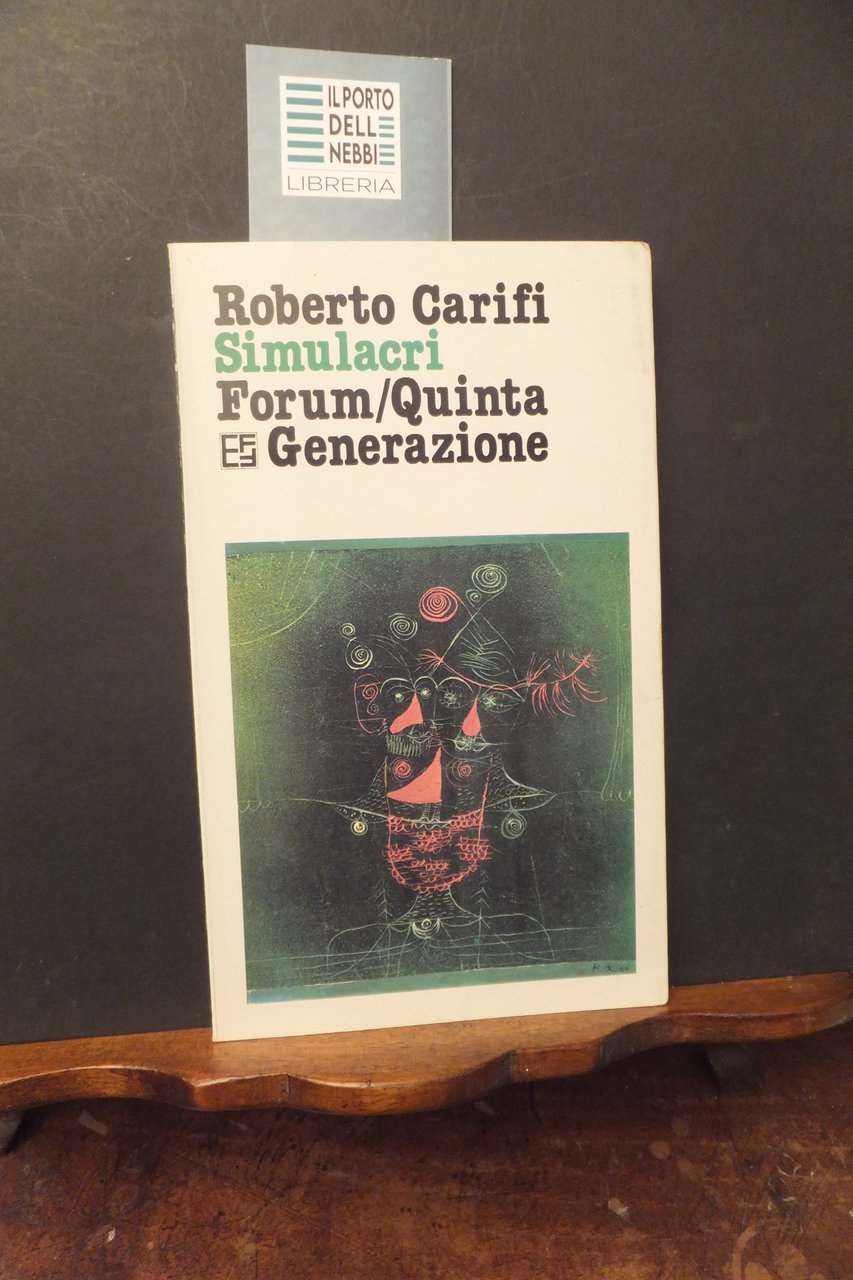 IL PORTO
DELLE
NEBBIE
LIBRERIA
Roberto Carifi
Simulacri
Forum/Quinta
Generazione